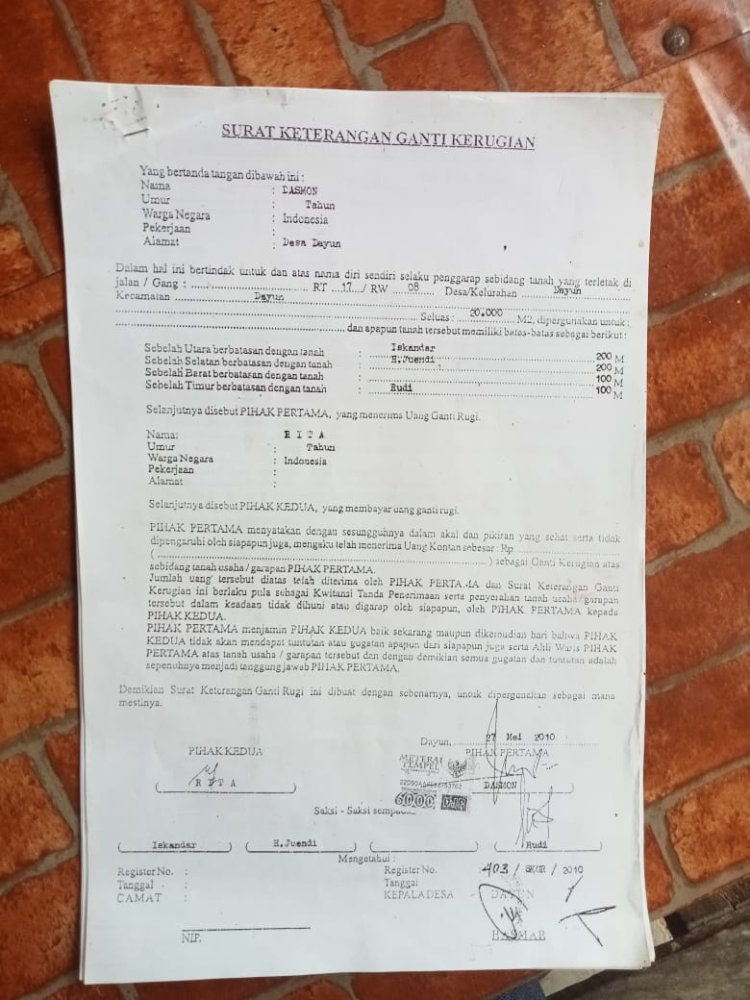 SURAT KETERANGAN GANTI KERUGIAN
Yang bertanda tangan dibawah ini :
Nama : DASMON
Umur : Tahun
Warga Negara : Indonesia
Pekerjaan :
Alamat : Desa Dayun
Dalam hal ini bertindak untuk dan atas nama diri sendiri selaku penggarap sebidang tanah yang terletak di
jalan / Gang : ................ RT ..17../ RW ..08.... Desa/Kelurahan ......Dayun......
Kecamatan ................Dayun................
................ Seluas : ...20.000... M2, dipergunakan untuk :
................ dan apapun tanah tersebut memiliki batas-batas sebagai berikut :
Sebelah Utara berbatasan dengan tanah : Iskandar 200 M
Sebelah Selatan berbatasan dengan tanah : H.Juendi 200 M
Sebelah Barat berbatasan dengan tanah : 100 M
Sebelah Timur berbatasan dengan tanah : Rudi 100 M
Selanjutnya disebut PIHAK PERTAMA, yang menerima Uang Ganti Rugi.
Nama: R I T A
Umur : Tahun
Warga Negara : Indonesia
Pekerjaan :
Alamat :
Selanjutnya disebut PIHAK KEDUA, yang membayar uang ganti rugi.
PIHAK PERTAMA menyatakan dengan sesungguhnya dalam akal dan pikiran yang sehat serta tidak
dipengaruhi oleh siapapun juga, mengaku telah menerima Uang Kontan sebesar : Rp. ................
( ................ ) sebagai Ganti Kerugian atas
sebidang tanah usaha / garapan PIHAK PERTAMA.
Jumlah uang tersebut diatas telah diterima oleh PIHAK PERTAMA dan Surat Keterangan Ganti
Kerugian ini berlaku pula sebagai Kwitansi Tanda Penerimaan serta penyerahan tanah usaha/garapan
tersebut dalam keadaan tidak dihuni atau digarap oleh siapapun, oleh PIHAK PERTAMA kepada
PIHAK KEDUA.
PIHAK PERTAMA menjamin PIHAK KEDUA baik sekarang maupun dikemudian hari bahwa PIHAK
KEDUA tidak akan mendapat tuntutan atau gugatan apapun dari siapapun juga serta Ahli Waris PIHAK
PERTAMA atas tanah usaha / garapan tersebut dan dengan demikian semua gugatan dan tuntutan adalah
sepenuhnya menjadi tanggung jawab PIHAK PERTAMA.
Demikian Surat Keterangan Ganti Rugi ini dibuat dengan sebenarnya, untuk dipergunakan sebagai mana
mestinya.
Dayun, 27 Mei 2010
PIHAK KEDUA PIHAK PERTAMA
METERAI
TEMPEL
6000
( R I T A ) DASMON
Saksi - Saksi
( Iskandar ) ( H.Juendi ) ( ) ( Rudi )
Mengetahui :
Register No. : Register No. 403 / SKGR / 2010
Tanggal : Tanggal
CAMAT : KEPALA DESA DAYUN
NIP. HASMAR